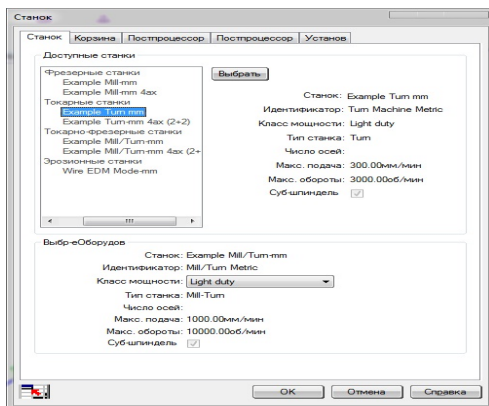 Станок
Станок Корзина Постпроцессор Постпроцессор Установ
Доступные станки
Фрезерные станки
Example Mill-mm
Example Mill-mm 4ax
Токарные станки
Example Turn mm
Example Turn-mm 4ax (2+2)
Токарно-фрезерные станки
Example Mill/Turn-mm
Example Mill/Turn-mm 4ax (2+
Эрозионные станки
Wire EDM Mode-mm
Выбрать
Станок: Example Turn mm
Идентификатор: Turn Machine Metric
Класс мощности: Light duty
Тип станка: Turn
Число осей:
Макс. подача: 300.00мм/мин
Макс. обороты: 3000.00об/мин
Суб-шпиндель
Выбр-еОборудов
Станок: Example Mill/Turn-mm
Идентификатор: Mill/Turn Metric
Класс мощности: Light duty
Тип станка: Mill-Turn
Число осей:
Макс. подача: 1000.00мм/мин
Макс. обороты: 10000.00об/мин
Суб-шпиндель
OK Отмена Справка